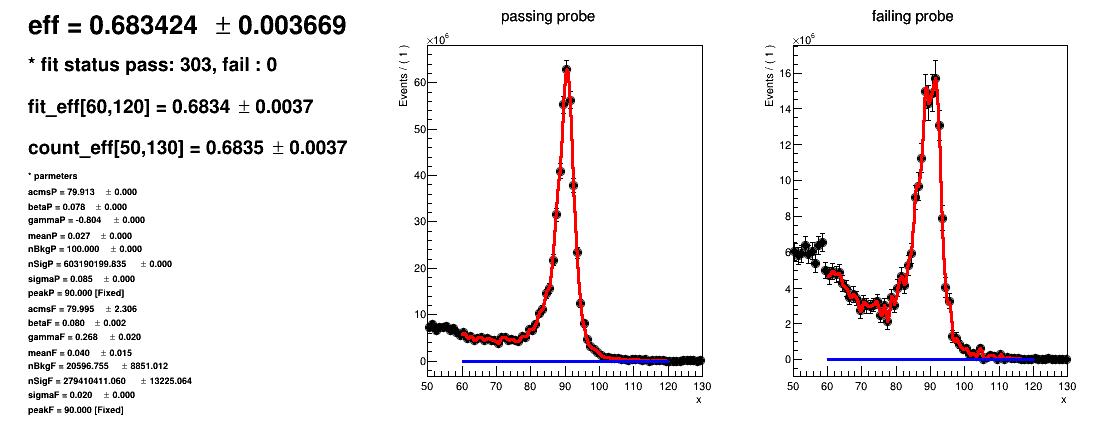 eff = 0.683424 ± 0.003669
* fit status pass: 303, fail : 0
fit_eff[60,120] = 0.6834 ± 0.0037
count_eff[50,130] = 0.6835 ± 0.0037
* parmeters
acmsP = 79.913 ± 0.000
betaP = 0.078 ± 0.000
gammaP = -0.804 ± 0.000
meanP = 0.027 ± 0.000
nBkgP = 100.000 ± 0.000
nSigP = 603190199.835 ± 0.000
sigmaP = 0.085 ± 0.000
peakP = 90.000 [Fixed]
acmsF = 79.995 ± 2.306
betaF = 0.080 ± 0.002
gammaF = 0.268 ± 0.020
meanF = 0.040 ± 0.015
nBkgF = 20596.755 ± 8851.012
nSigF = 279410411.060 ± 13225.064
sigmaF = 0.020 ± 0.000
peakF = 90.000 [Fixed]
passing probe
×10⁶
Events / ( 1 )
60
50
40
30
20
10
0
50 60 70 80 90 100 110 120 130
x
failing probe
×10⁶
Events / ( 1 )
16
14
12
10
8
6
4
2
0
50 60 70 80 90 100 110 120 130
x